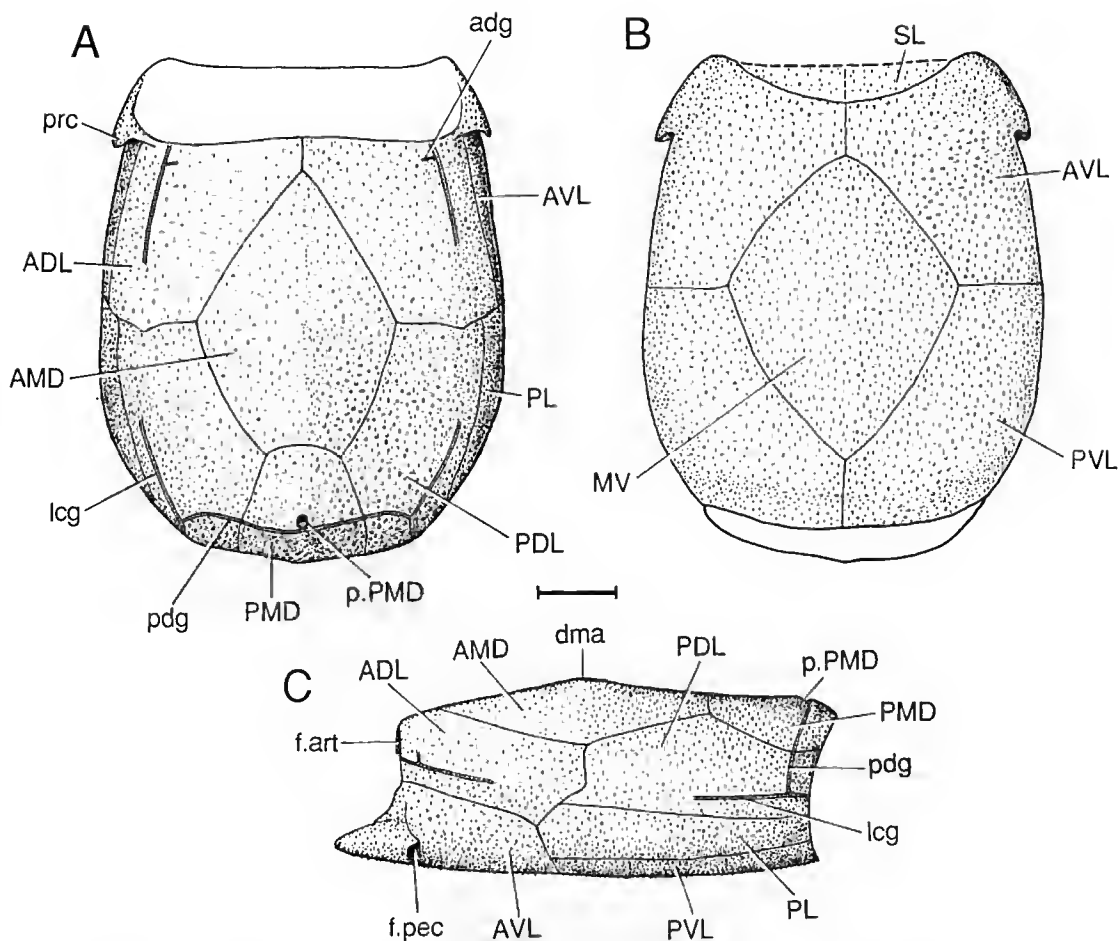 A
adg
prc
AVL
ADL
AMD
PL
lcg
PDL
pdg
PMD
p.PMD
B
SL
AVL
MV
PVL
C
dma
ADL
AMD
PDL
p.PMD
PMD
f.art
pdg
lcg
PL
f.pec
AVL
PVL